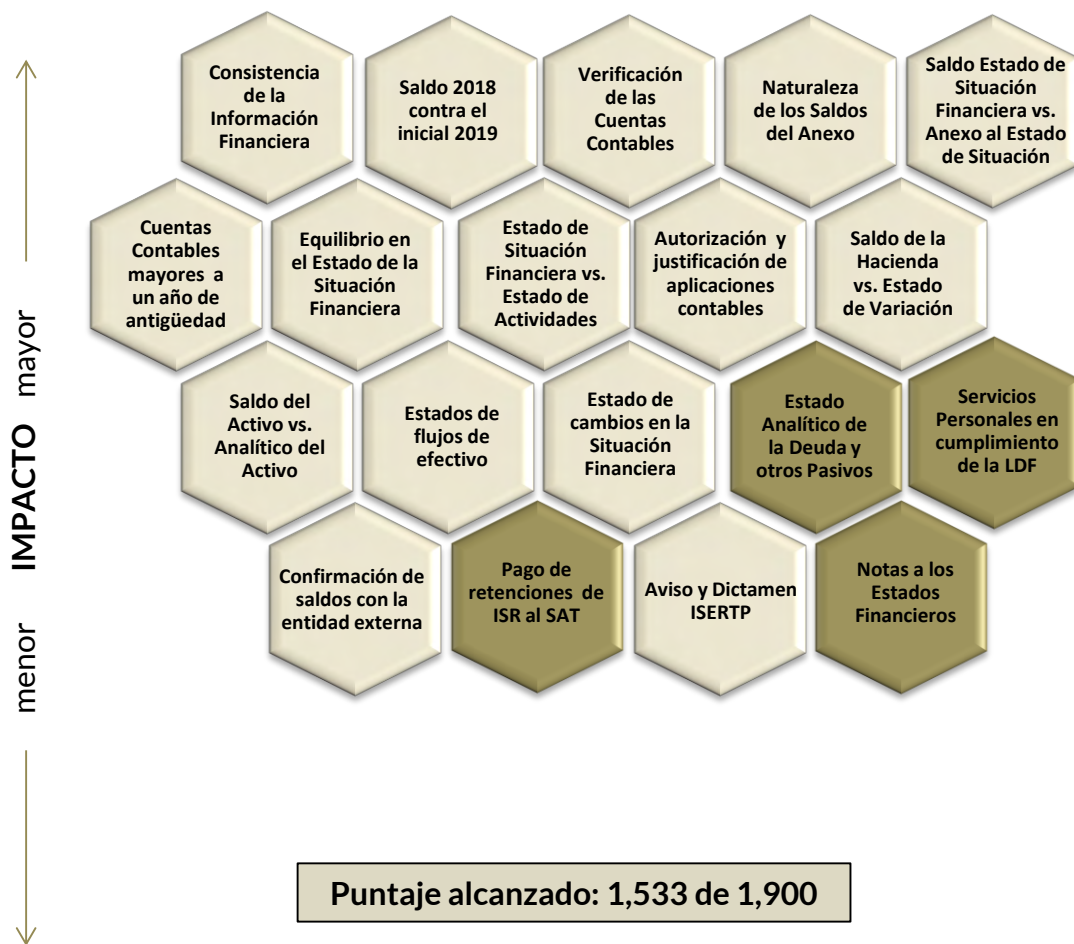 Consistencia
de la
Información
Financiera
Saldo 2018
contra el
inicial 2019
Verificación
de las
Cuentas
Contables
Naturaleza
de los Saldos
del Anexo
Saldo Estado de
Situación
Financiera vs.
Anexo al Estado
de Situación
Cuentas
Contables
mayores a
un año de
antigüedad
Equilibrio en
el Estado de la
Situación
Financiera
Estado de
Situación
Financiera vs.
Estado de
Actividades
Autorización y
justificación de
aplicaciones
contables
Saldo de la
Hacienda
vs. Estado
de Variación
Saldo del
Activo vs.
Analítico del
Activo
Estados de
flujos de
efectivo
Estado de
cambios en la
Situación
Financiera
Estado
Analítico de
la Deuda y
otros Pasivos
Servicios
Personales en
cumplimiento
de la LDF
Confirmación de
saldos con la
entidad externa
Pago de
retenciones de
ISR al SAT
Aviso y Dictamen
ISERTP
Notas a los
Estados
Financieros
menor IMPACTO mayor
Puntaje alcanzado: 1,533 de 1,900